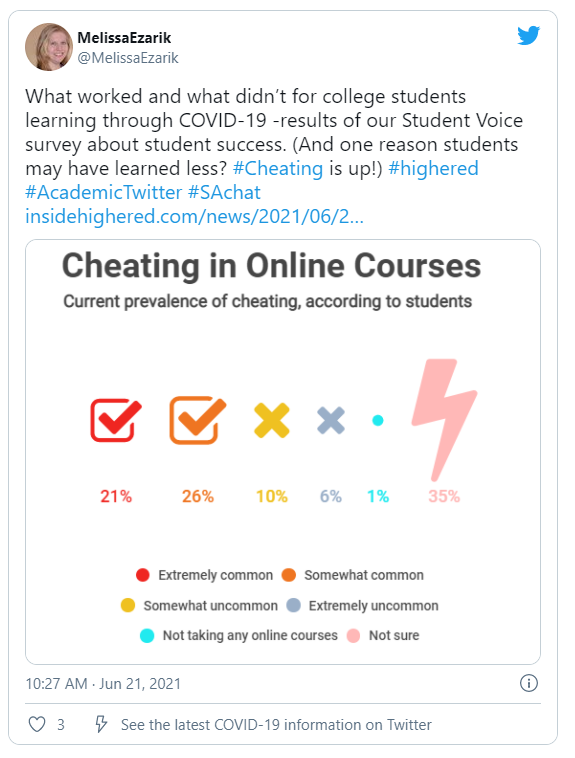 MelissaEzarik
@MelissaEzarik
What worked and what didn't for college students
learning through COVID-19 -results of our Student Voice
survey about student success. (And one reason students
may have learned less? #Cheating is up!) #highered
#AcademicTwitter #SAchat
insidehighered.com/news/2021/06/2...
Cheating in Online Courses
Current prevalence of cheating, according to students
21% 26% 10% 6% 1% 35%
Extremely common Somewhat common
Somewhat uncommon Extremely uncommon
Not taking any online courses Not sure
10:27 AM · Jun 21, 2021
3 See the latest COVID-19 information on Twitter